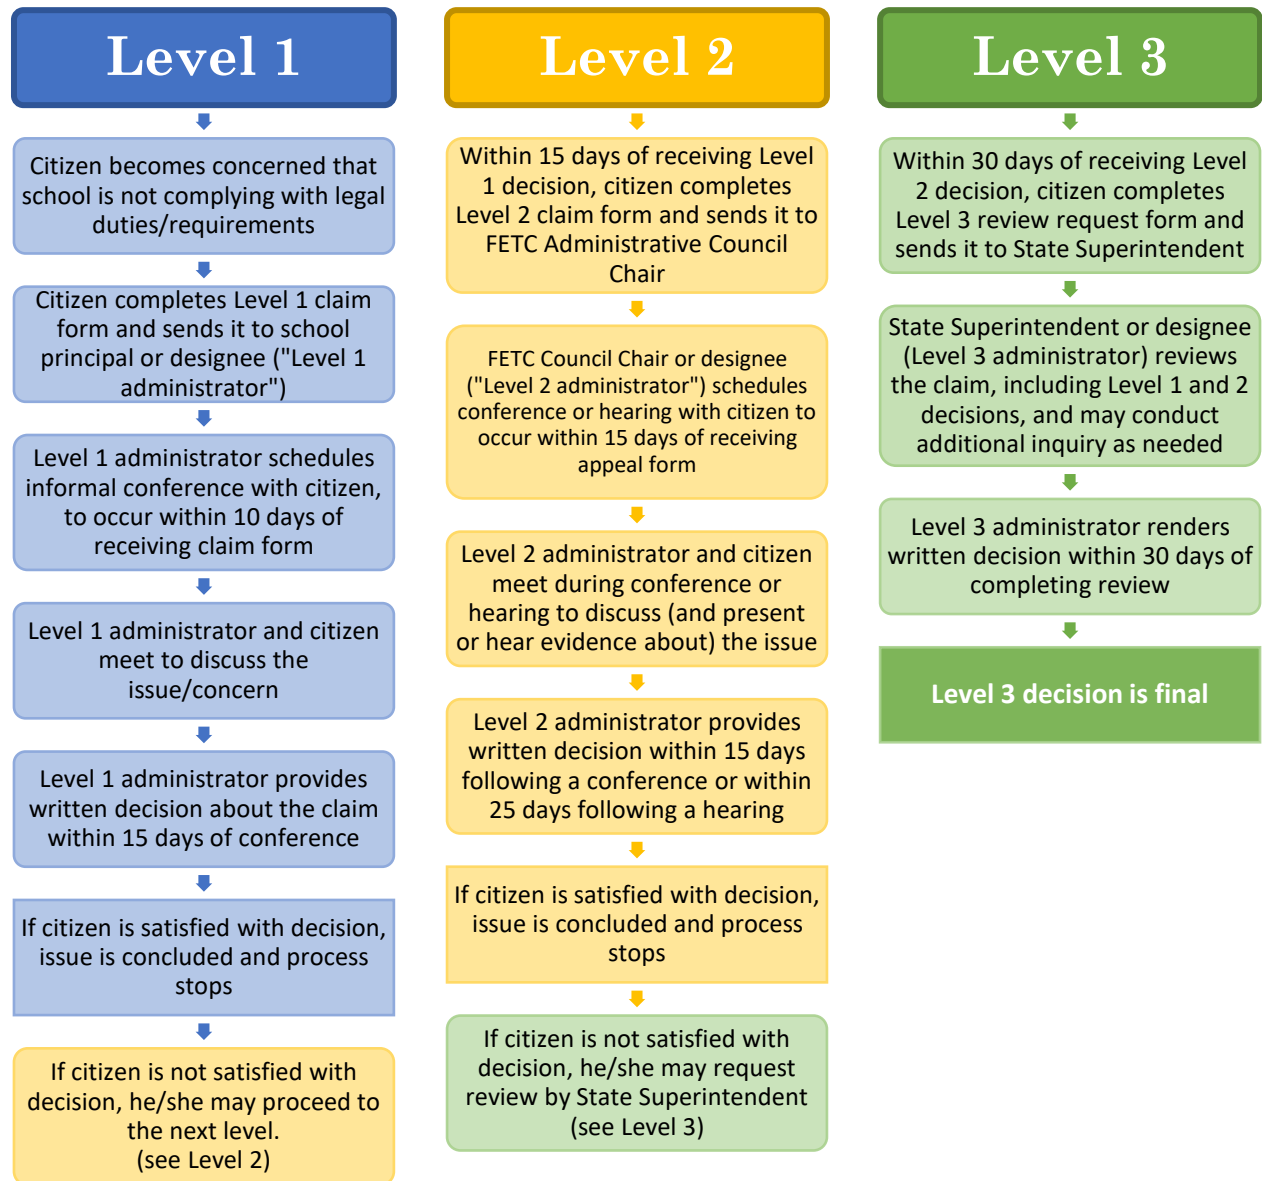 Level 1
Citizen becomes concerned that
school is not complying with legal
duties/requirements
Citizen completes Level 1 claim
form and sends it to school
principal or designee ("Level 1
administrator")
Level 1 administrator schedules
informal conference with citizen,
to occur within 10 days of
receiving claim form
Level 1 administrator and citizen
meet to discuss the
issue/concern
Level 1 administrator provides
written decision about the claim
within 15 days of conference
If citizen is satisfied with decision,
issue is concluded and process
stops
If citizen is not satisfied with
decision, he/she may proceed to
the next level.
(see Level 2)
Level 2
Within 15 days of receiving Level
1 decision, citizen completes
Level 2 claim form and sends it to
FETC Administrative Council
Chair
FETC Council Chair or designee
("Level 2 administrator") schedules
conference or hearing with citizen to
occur within 15 days of receiving
appeal form
Level 2 administrator and citizen
meet during conference or
hearing to discuss (and present
or hear evidence about) the issue
Level 2 administrator provides
written decision within 15 days
following a conference or within
25 days following a hearing
If citizen is satisfied with decision,
issue is concluded and process
stops
If citizen is not satisfied with
decision, he/she may request
review by State Superintendent
(see Level 3)
Level 3
Within 30 days of receiving Level
2 decision, citizen completes
Level 3 review request form and
sends it to State Superintendent
State Superintendent or designee
(Level 3 administrator) reviews
the claim, including Level 1 and 2
decisions, and may conduct
additional inquiry as needed
Level 3 administrator renders
written decision within 30 days of
completing review
Level 3 decision is final